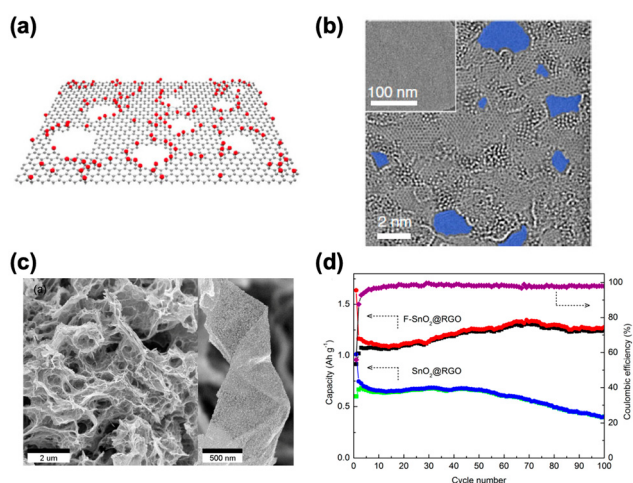 (a)
(b)
100 nm
2 nm
(c)
(a)
2 um
500 nm
(d)
1.5
1.0
0.5
0.0
Capacity (Ah g⁻¹)
F-SnO₂@RGO
SnO₂@RGO
100
80
60
40
20
0
Coulombic efficiency (%)
0 10 20 30 40 50 60 70 80 90 100
Cycle number